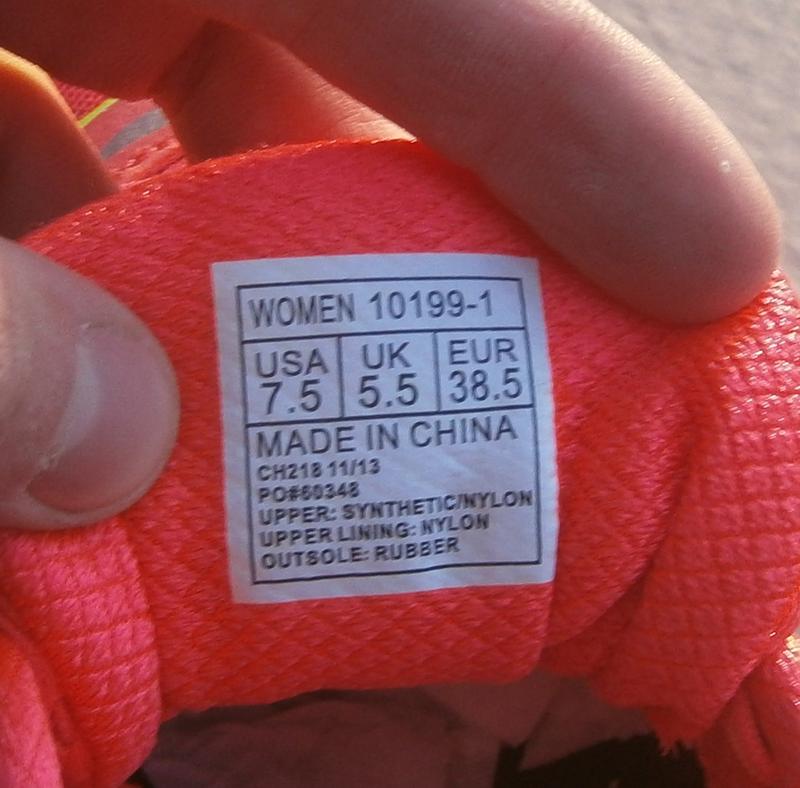 WOMEN 10199-1
USA UK EUR
7.5 5.5 38.5
MADE IN CHINA
CH218 11/13
PO#60348
UPPER: SYNTHETIC/NYLON
UPPER LINING: NYLON
OUTSOLE: RUBBER